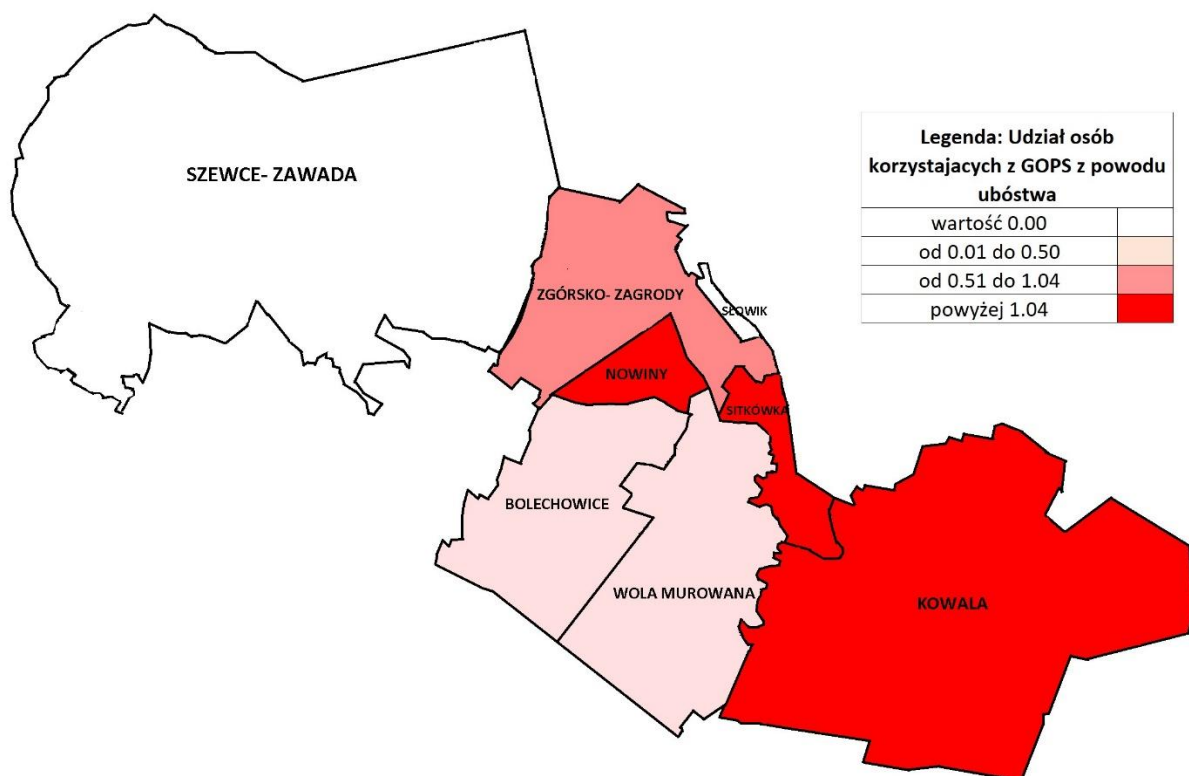 Legenda: Udział osób
korzystajacych z GOPS z powodu
ubóstwa
wartość 0.00
od 0.01 do 0.50
od 0.51 do 1.04
powyżej 1.04
SZEWCE- ZAWADA
ZGÓRSKO- ZAGRODY
SŁOWIK
NOWINY
SITKÓWKA
BOLECHOWICE
WOLA MUROWANA
KOWALA